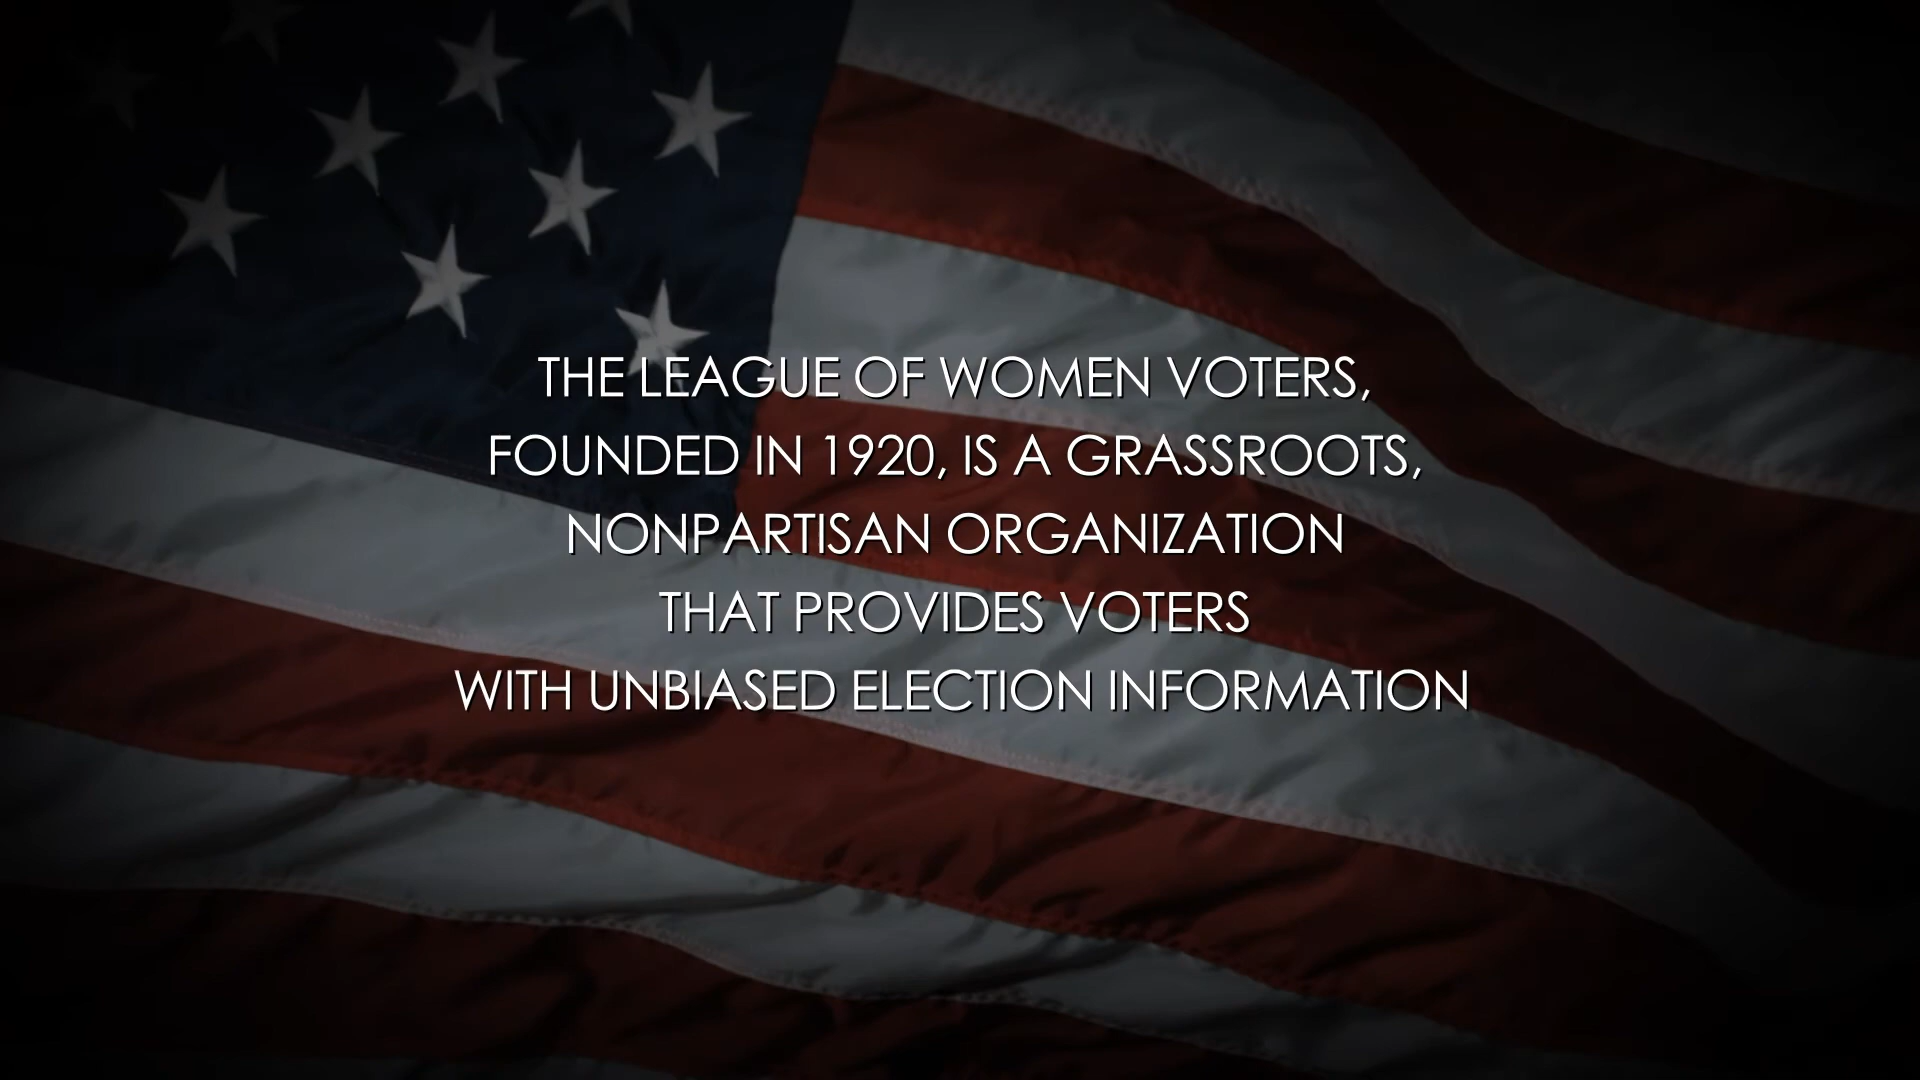 THE LEAGUE OF WOMEN VOTERS,
FOUNDED IN 1920, IS A GRASSROOTS,
NONPARTISAN ORGANIZATION
THAT PROVIDES VOTERS
WITH UNBIASED ELECTION INFORMATION